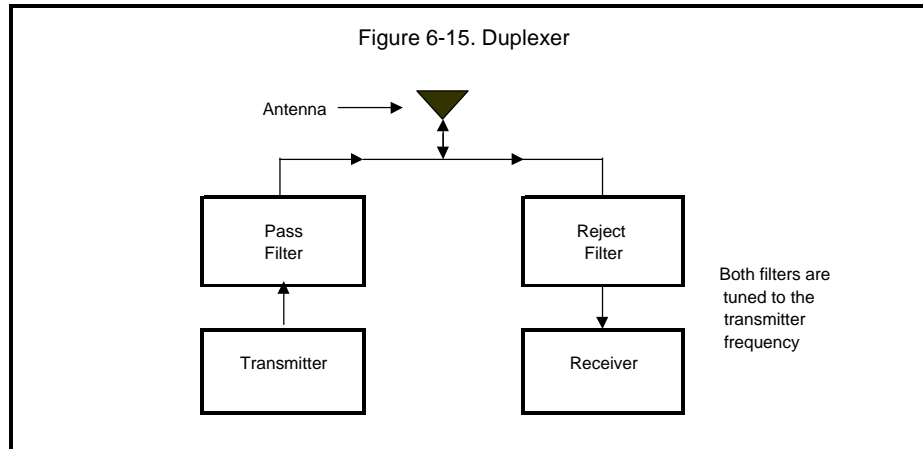 Figure 6-15. Duplexer
Antenna
Pass
Filter
Reject
Filter
Both filters are
tuned to the
transmitter
frequency
Transmitter
Receiver